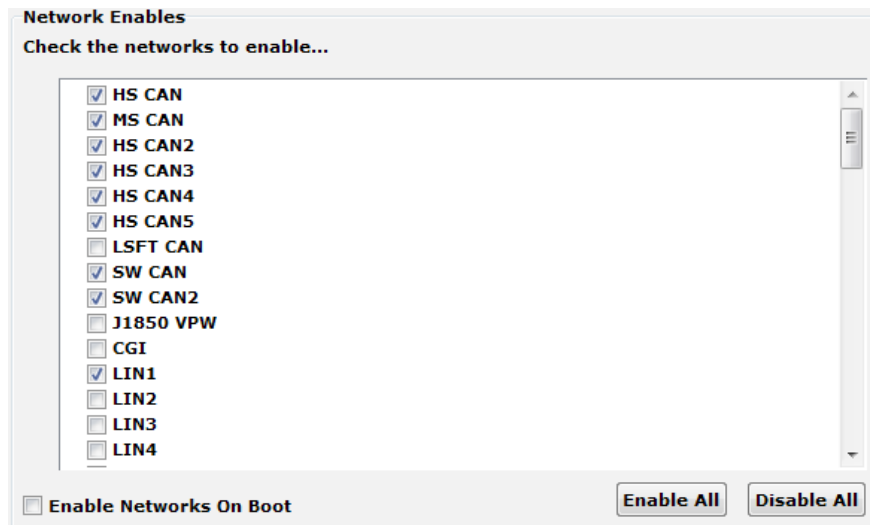 Network Enables
Check the networks to enable...
HS CAN
MS CAN
HS CAN2
HS CAN3
HS CAN4
HS CAN5
LSFT CAN
SW CAN
SW CAN2
J1850 VPW
CGI
LIN1
LIN2
LIN3
LIN4
Enable Networks On Boot
Enable All
Disable All